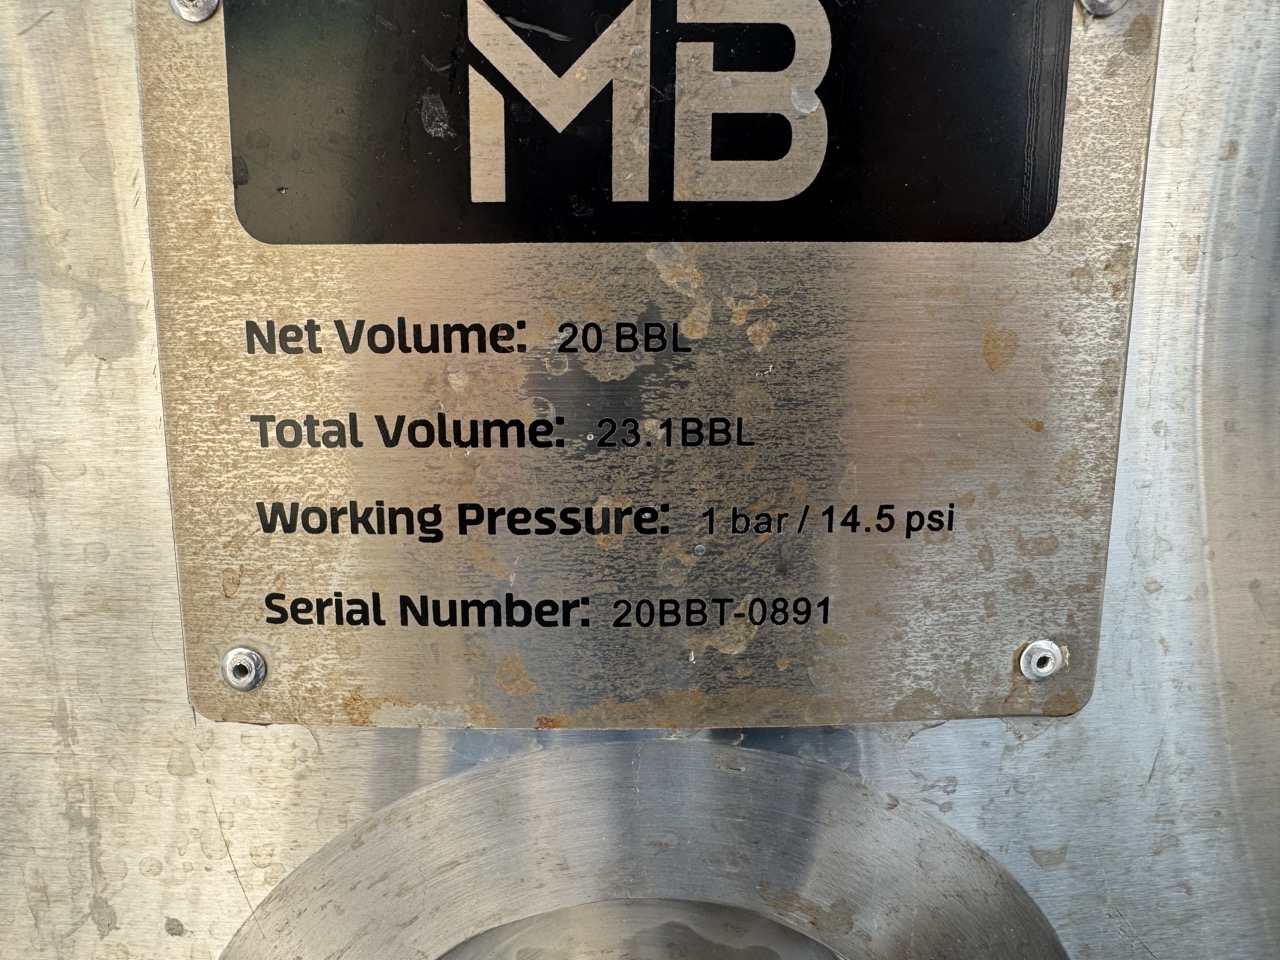 MB
Net Volume: 20 BBL
Total Volume: 23.1BBL
Working Pressure: 1 bar / 14.5 psi
Serial Number: 20BBT-0891